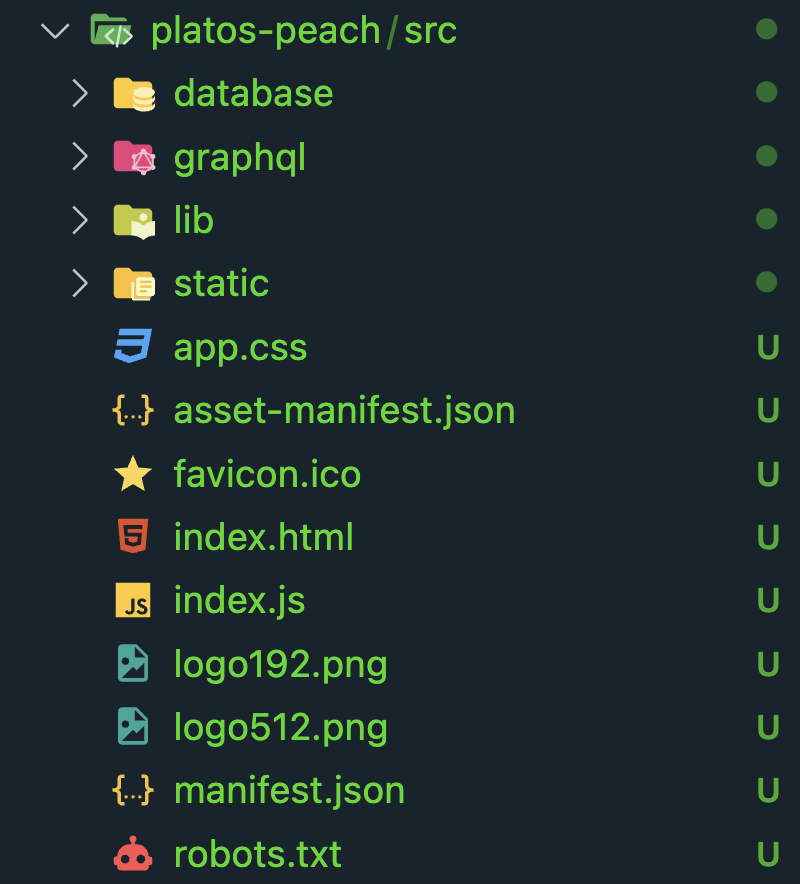 platos-peach/src
database
graphql
lib
static
app.css U
asset-manifest.json U
favicon.ico U
index.html U
index.js U
logo192.png U
logo512.png U
manifest.json U
robots.txt U